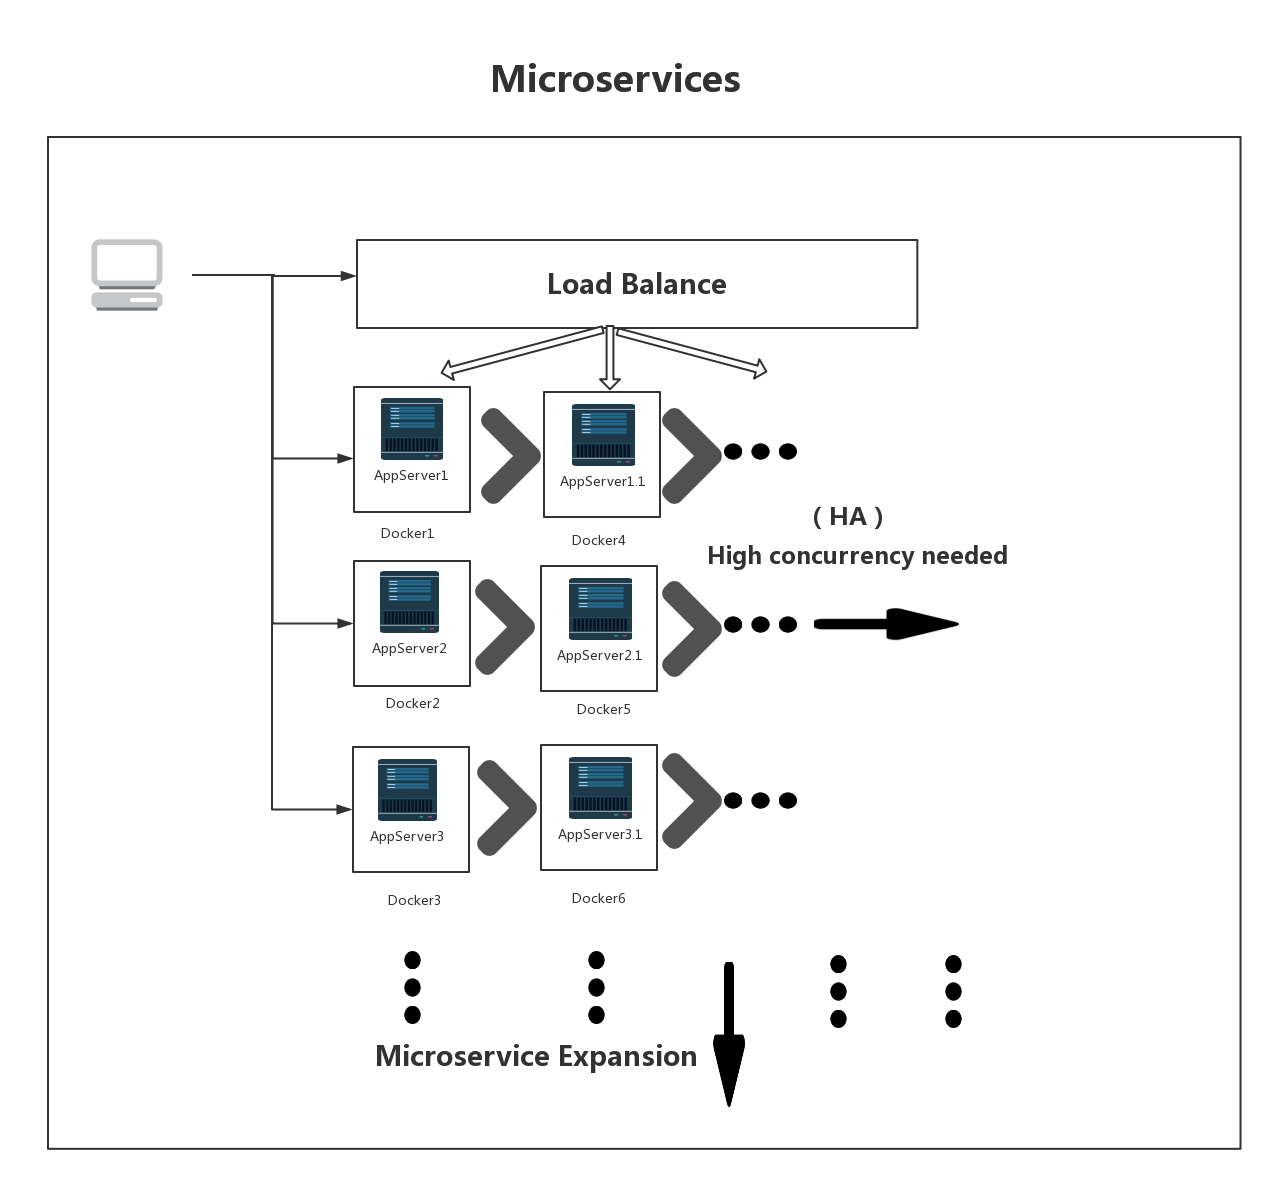 Microservices
Load Balance
AppServer1
AppServer1.1
Docker1
Docker4
( HA )
High concurrency needed
AppServer2
AppServer2.1
Docker2
Docker5
AppServer3
AppServer3.1
Docker3
Docker6
Microservice Expansion